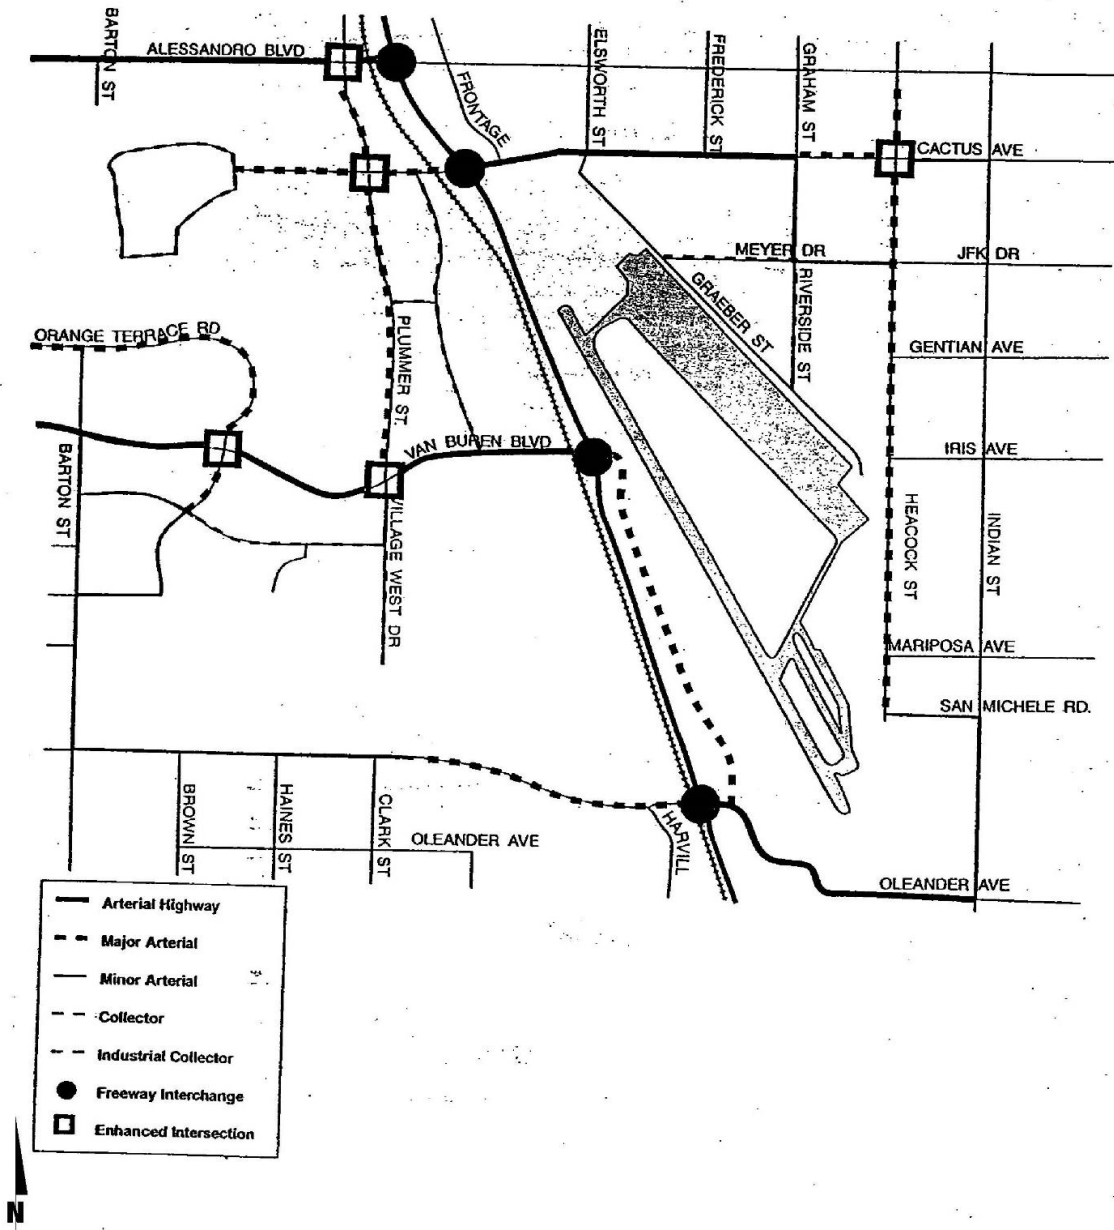 BARTON ST
ALESSANDRO BLVD
FRONTAGE
ELSWORTH ST
FREDERICK ST
GRAHAM ST
CACTUS AVE
MEYER DR
JFK DR
GRAEBER ST
RIVERSIDE ST
ORANGE TERRACE RD
PLUMMER ST.
GENTIAN AVE
VAN BUREN BLVD
IRIS AVE
BARTON ST
VILLAGE WEST DR
HEACOCK ST
INDIAN ST
MARIPOSA AVE
SAN MICHELE RD.
BROWN ST
HAINES ST
CLARK ST
OLEANDER AVE
HARVILL
OLEANDER AVE
Arterial Highway
Major Arterial
Minor Arterial
Collector
Industrial Collector
Freeway Interchange
Enhanced Intersection
N